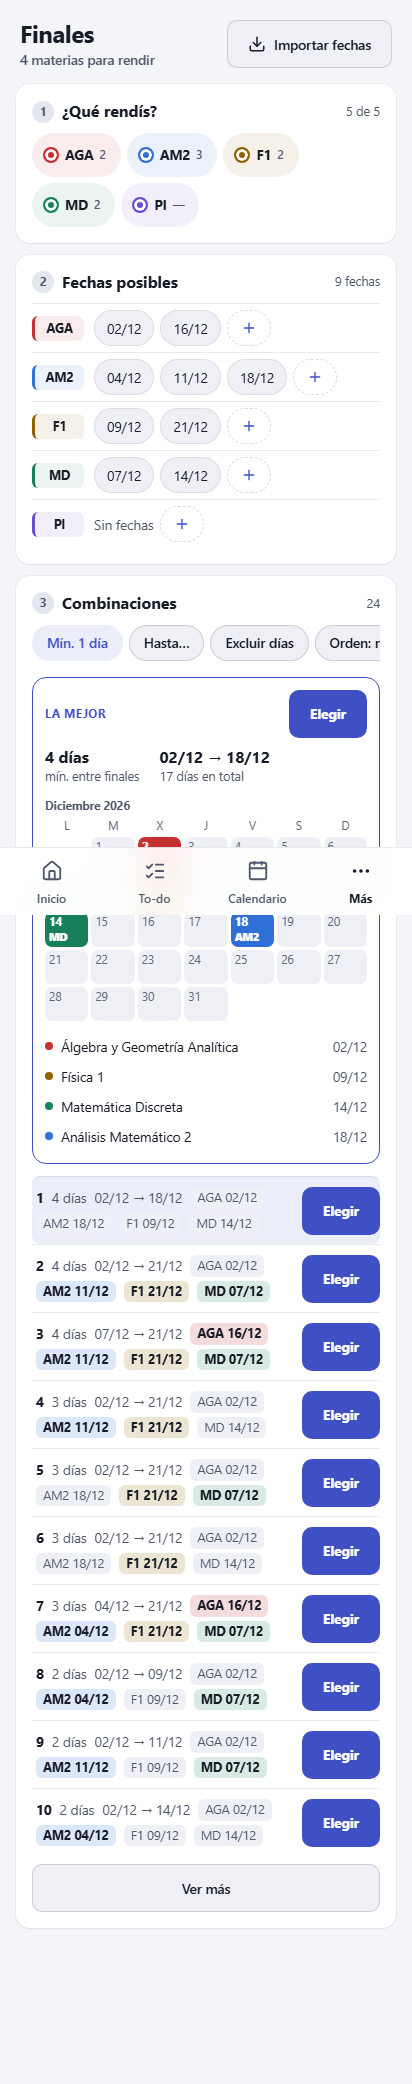 Finales
4 materias para rendir
Importar fechas
1 ¿Qué rendís? 5 de 5
AGA 2 AM2 3 F1 2
MD 2 PI —
2 Fechas posibles 9 fechas
AGA 02/12 16/12 +
AM2 04/12 11/12 18/12 +
F1 09/12 21/12 +
MD 07/12 14/12 +
PI Sin fechas +
3 Combinaciones 24
Mín. 1 día Hasta... Excluir días Orden:
LA MEJOR Elegir
4 días 02/12 → 18/12
mín. entre finales 17 días en total
Diciembre 2026
L M X J V S D
1 2 3 4 5 6
Inicio To-do Calendario Más
14 15 16 17 18 19 20
MD AM2
21 22 23 24 25 26 27
28 29 30 31
Álgebra y Geometría Analítica 02/12
Física 1 09/12
Matemática Discreta 14/12
Análisis Matemático 2 18/12
1 4 días 02/12 → 18/12 AGA 02/12 Elegir
AM2 18/12 F1 09/12 MD 14/12
2 4 días 02/12 → 21/12 AGA 02/12 Elegir
AM2 11/12 F1 21/12 MD 07/12
3 4 días 07/12 → 21/12 AGA 16/12 Elegir
AM2 11/12 F1 21/12 MD 07/12
4 3 días 02/12 → 21/12 AGA 02/12 Elegir
AM2 11/12 F1 21/12 MD 14/12
5 3 días 02/12 → 21/12 AGA 02/12 Elegir
AM2 18/12 F1 21/12 MD 07/12
6 3 días 02/12 → 21/12 AGA 02/12 Elegir
AM2 18/12 F1 21/12 MD 14/12
7 3 días 04/12 → 21/12 AGA 16/12 Elegir
AM2 04/12 F1 21/12 MD 07/12
8 2 días 02/12 → 09/12 AGA 02/12 Elegir
AM2 04/12 F1 09/12 MD 07/12
9 2 días 02/12 → 11/12 AGA 02/12 Elegir
AM2 11/12 F1 09/12 MD 07/12
10 2 días 02/12 → 14/12 AGA 02/12 Elegir
AM2 04/12 F1 09/12 MD 14/12
Ver más